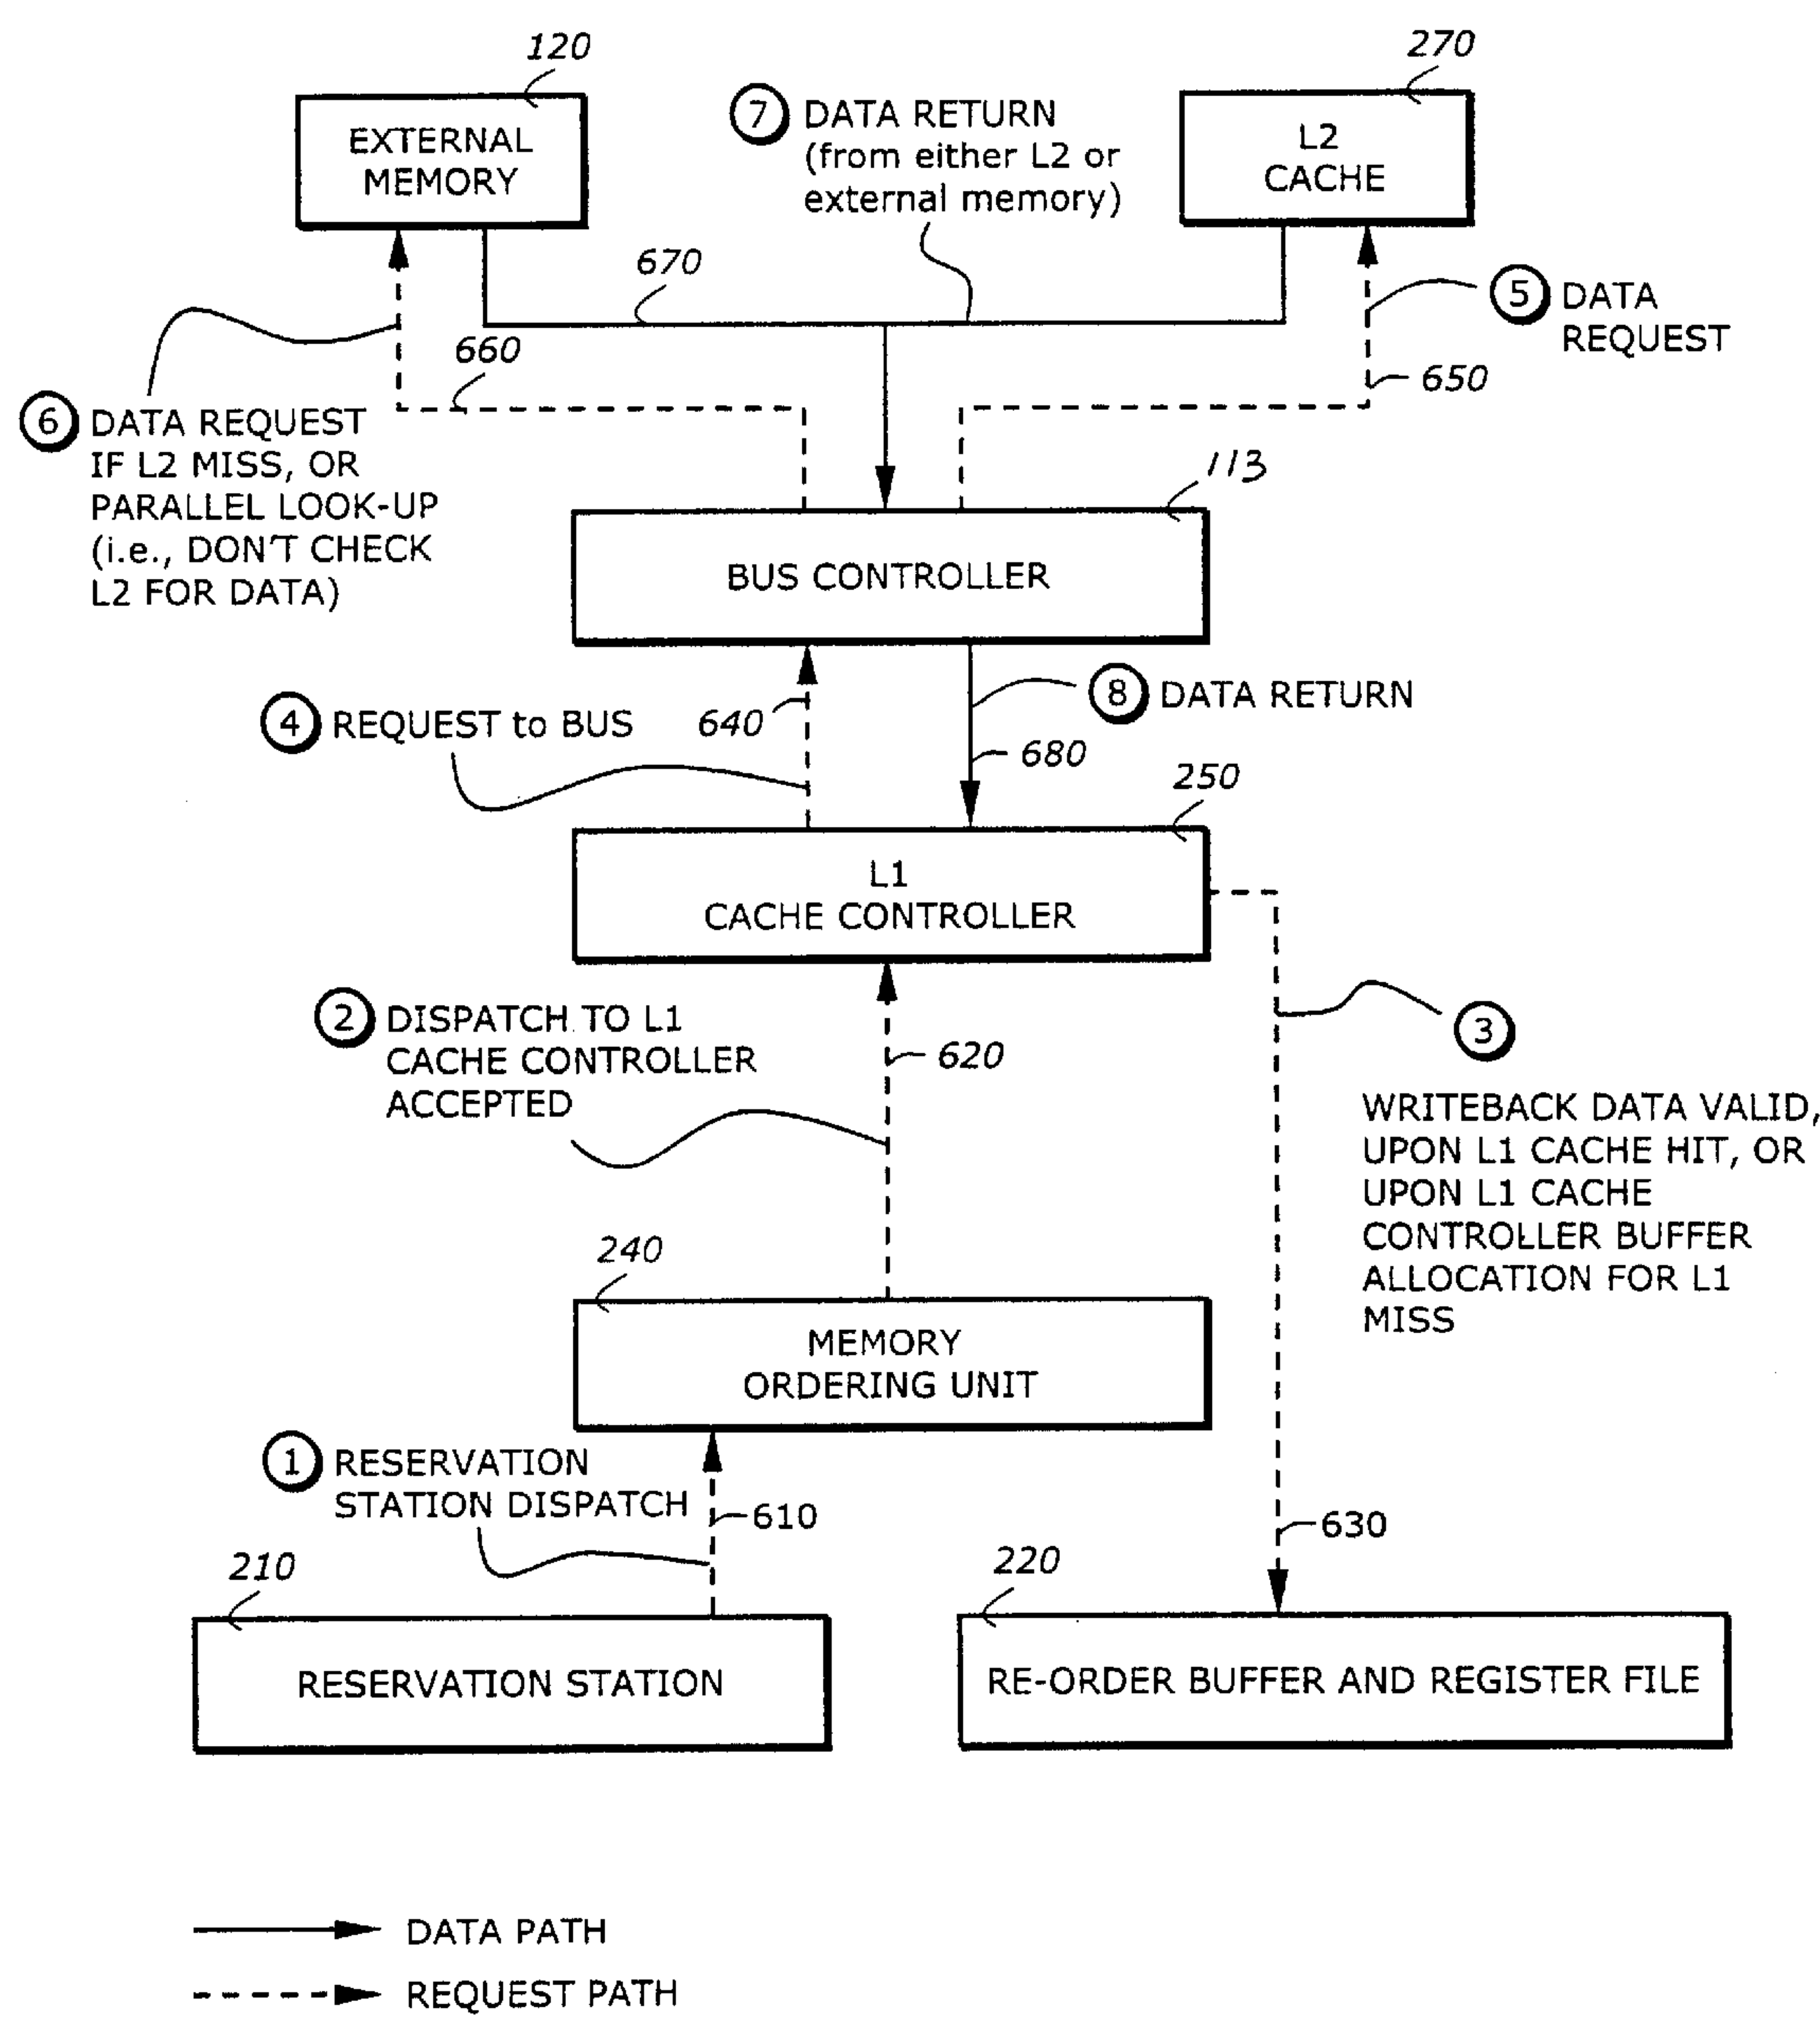 120
270
EXTERNAL
MEMORY
7 DATA RETURN
(from either L2 or
external memory)
L2
CACHE
670
5 DATA
REQUEST
660
650
6 DATA REQUEST
IF L2 MISS, OR
PARALLEL LOOK-UP
(i.e., DON'T CHECK
L2 FOR DATA)
113
BUS CONTROLLER
4 REQUEST to BUS
640
8 DATA RETURN
680
250
L1
CACHE CONTROLLER
2 DISPATCH TO L1
CACHE CONTROLLER
ACCEPTED
620
3
WRITEBACK DATA VALID,
UPON L1 CACHE HIT, OR
UPON L1 CACHE
CONTROLLER BUFFER
ALLOCATION FOR L1
MISS
240
MEMORY
ORDERING UNIT
1 RESERVATION
STATION DISPATCH
610
630
210
220
RESERVATION STATION
RE-ORDER BUFFER AND REGISTER FILE
DATA PATH
REQUEST PATH